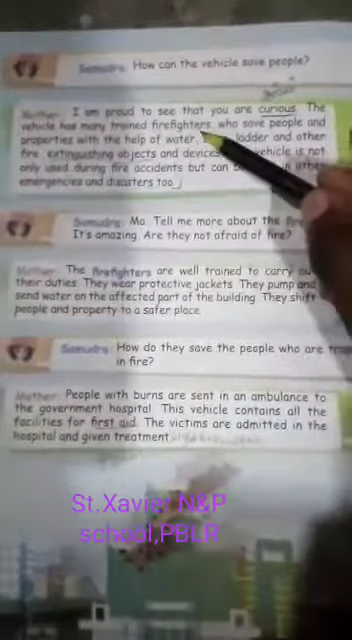 Samudra: How can the vehicle save people?
Mother: I am proud to see that you are curious. The
vehicle has many trained firefighters, who save people and
properties with the help of water, ladder and other
fire extinguishing objects and devices. vehicle is not
only used during fire accidents but can in other
emergencies and disasters too.
Samudra: Ma. Tell me more about the
It's amazing. Are they not afraid of fire?
Mother: The firefighters are well trained to carry
their duties. They wear protective jackets. They pump and
send water on the affected part of the building. They shift
people and property to a safer place.
Samudra: How do they save the people who are
in fire?
Mother: People with burns are sent in an ambulance to
the government hospital. This vehicle contains all the
facilities for first aid. The victims are admitted in the
hospital and given treatment.
St.Xavier N&P
school,PBLR